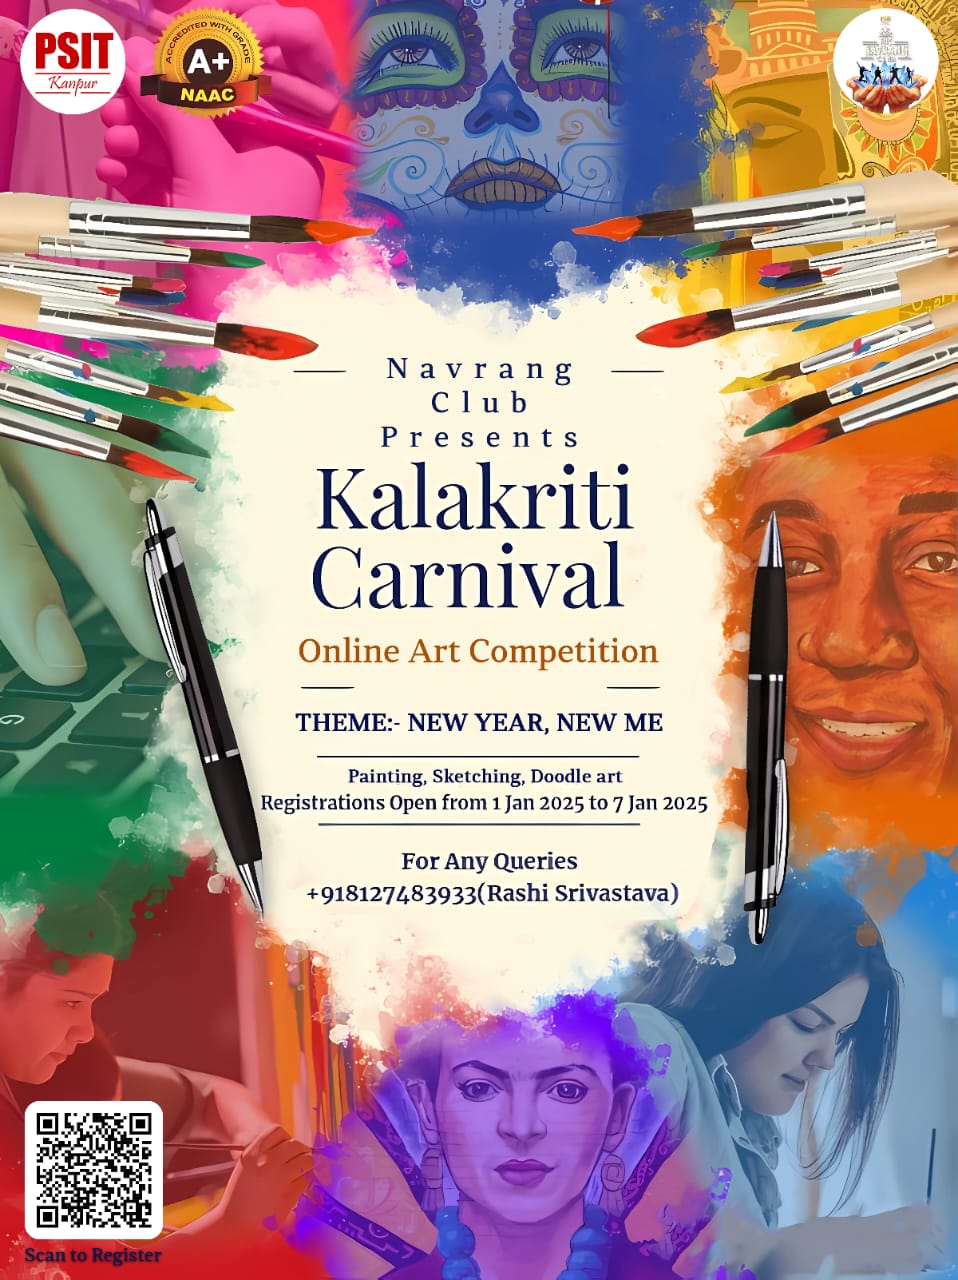 PSIT
Kanpur
ACCREDITED WITH GRADE
A+
NAAC
Navrang
Club
Presents
Kalakriti
Carnival
Online Art Competition
THEME:- NEW YEAR, NEW ME
Painting, Sketching, Doodle art
Registrations Open from 1 Jan 2025 to 7 Jan 2025
For Any Queries
+918127483933(Rashi Srivastava)
G
Scan to Register